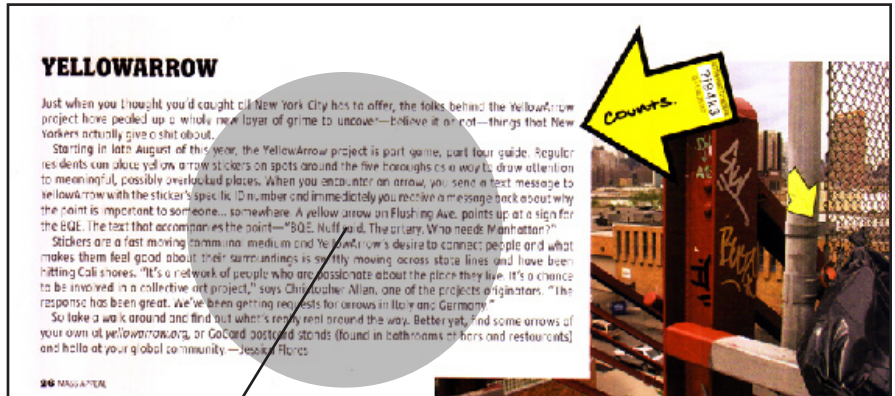 YELLOWARROW
Just when you thought you'd caught all New York City has to offer, the folks behind the YellowArrow
project have pealed up a whole new layer of grime to uncover—believe it or not—things that New
Yorkers actually give a shit about.
Starting in late August of this year, the YellowArrow project is part game, part tour guide. Regular
residents can place yellow arrow stickers on spots around the five boroughs as a way to draw attention
to meaningful, possibly overlooked places. When you encounter an arrow, you send a text message to
YellowArrow with the sticker's specific ID number and immediately you receive a message back about why
the point is important to someone... somewhere. A yellow arrow on Flushing Ave. points up at a sign for
the BQE. The text that accompanies the point—"BQE. Nuff said. The artery. Who needs Manhattan?"
Stickers are a fast moving communal medium and YellowArrow's desire to connect people and what
makes them feel good about their surroundings is swiftly moving across state lines and have been
hitting Cali shores. "It's a network of people who are passionate about the place they live. It's a chance
to be involved in a collective art project," says Christopher Allen, one of the projects originators. "The
response has been great. We've been getting requests for arrows in Italy and Germany."
So take a walk around and find out what's really real around the way. Better yet, find some arrows of
your own at yellowarrow.org, or GoCard postcard stands (found in bathrooms of bars and restaurants)
and holla at your global community. —Jessica Flores
26 MASS APPEAL
counts.